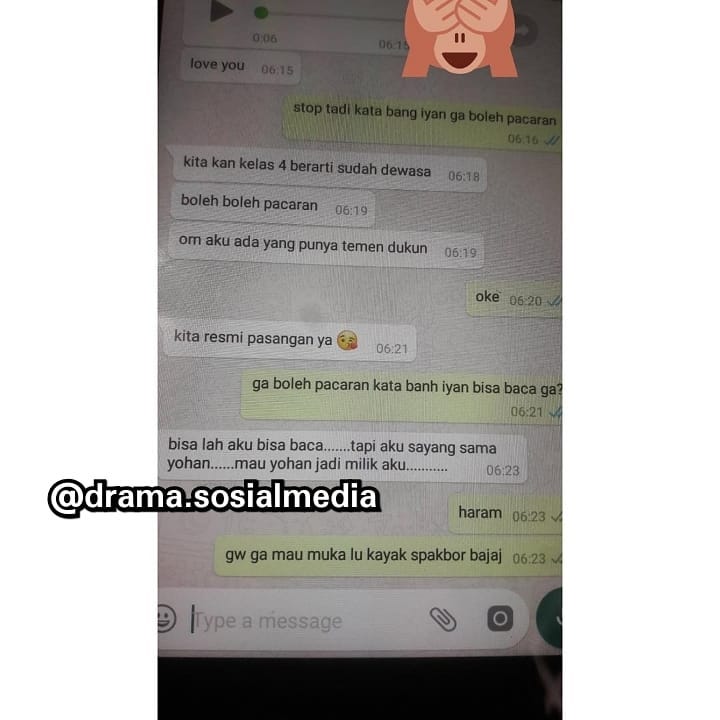 0:06
06:15
love you 06:15
stop tadi kata bang iyan ga boleh pacaran
06:16
kita kan kelas 4 berarti sudah dewasa 06:18
boleh boleh pacaran 06:19
orn aku ada yang punya temen dukun 06:19
oke 06:20
kita resmi pasangan ya 06:21
ga boleh pacaran kata banh iyan bisa baca ga?
06:21
bisa lah aku bisa baca.......tapi aku sayang sama
yohan......mau yohan jadi milik aku........... 06:23
@drama.sosialmedia
haram 06:23
gw ga mau muka lu kayak spakbor bajaj 06:23
Type a message